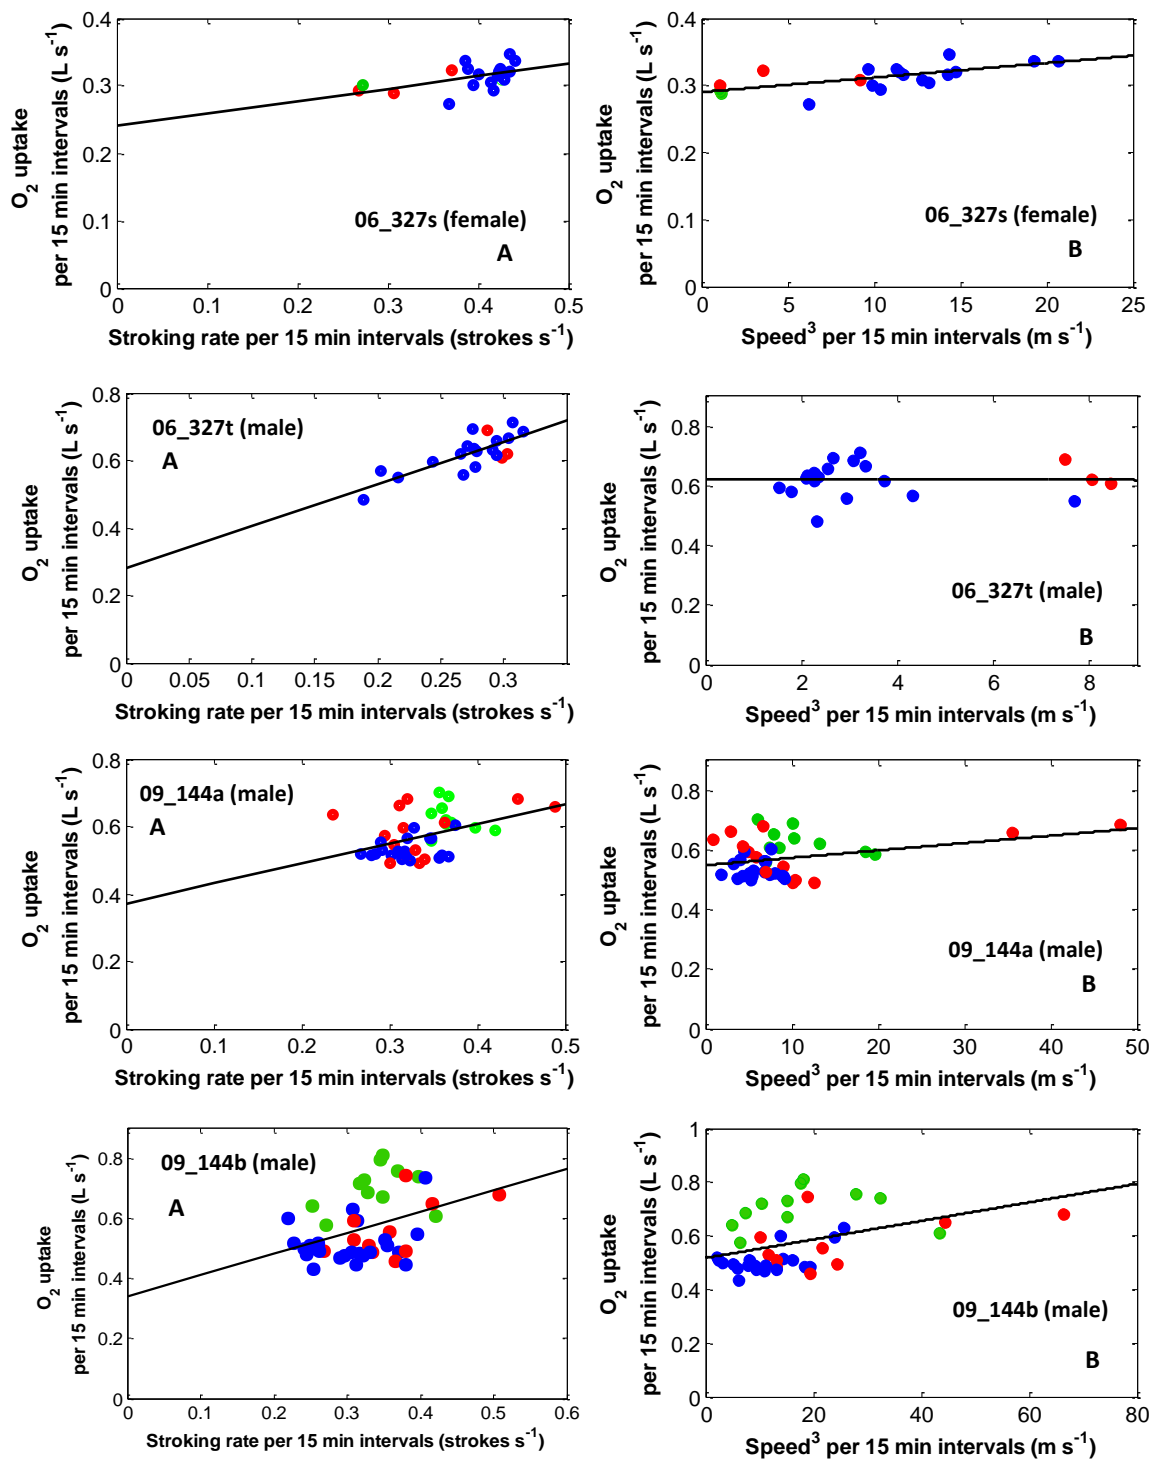 0.4
0.3
0.2
0.1
0
O2 uptake
per 15 min intervals (L s-1)
06_327s (female)
A
0 0.1 0.2 0.3 0.4 0.5
Stroking rate per 15 min intervals (strokes s-1)
0.4
0.3
0.2
0.1
0
O2 uptake
per 15 min intervals (L s-1)
06_327s (female)
B
0 5 10 15 20 25
Speed3 per 15 min intervals (m s-1)
0.8
0.6
0.4
0.2
0
O2 uptake
per 15 min intervals (L s-1)
06_327t (male)
A
0 0.05 0.1 0.15 0.2 0.25 0.3
Stroking rate per 15 min intervals (strokes s-1)
0.8
0.6
0.4
0.2
0
O2 uptake
per 15 min intervals (L s-1)
06_327t (male)
B
0 2 4 6 8
Speed3 per 15 min intervals (m s-1)
0.8
0.6
0.4
0.2
0
O2 uptake
per 15 min intervals (L s-1)
09_144a (male)
A
0 0.1 0.2 0.3 0.4 0.5
Stroking rate per 15 min intervals (strokes s-1)
0.8
0.6
0.4
0.2
0
O2 uptake
per 15 min intervals (L s-1)
09_144a (male)
B
0 10 20 30 40 50
Speed3 per 15 min intervals (m s-1)
0.8
0.6
0.4
0.2
0
O2 uptake
per 15 min intervals (L s-1)
09_144b (male)
A
0 0.1 0.2 0.3 0.4 0.5 0.6
Stroking rate per 15 min intervals (strokes s-1)
1
0.8
0.6
0.4
0.2
0
O2 uptake
per 15 min intervals (L s-1)
09_144b (male)
B
0 20 40 60 80
Speed3 per 15 min intervals (m s-1)